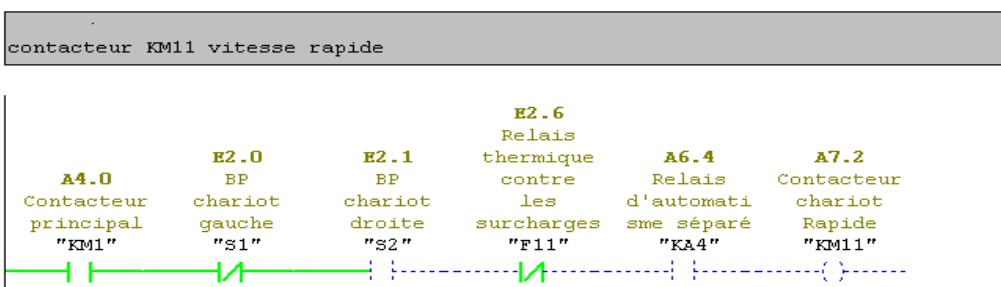 contacteur KM11 vitesse rapide
E2.6
Relais
E2.0 E2.1 thermique A6.4 A7.2
A4.0 BP BP contre Relais Contacteur
Contacteur chariot chariot les d'automati chariot
principal gauche droite surcharges sme séparé Rapide
"KM1" "S1" "S2" "F11" "KA4" "KM11"